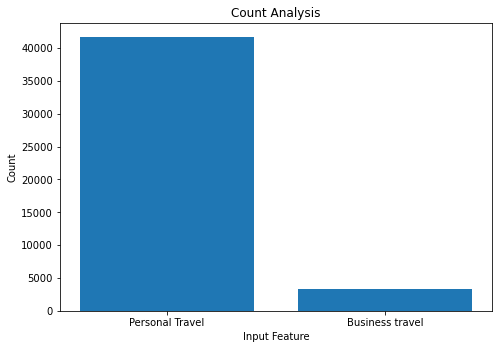 Count Analysis
40000
35000
30000
25000
20000
15000
10000
5000
0
Count
Personal Travel
Business travel
Input Feature